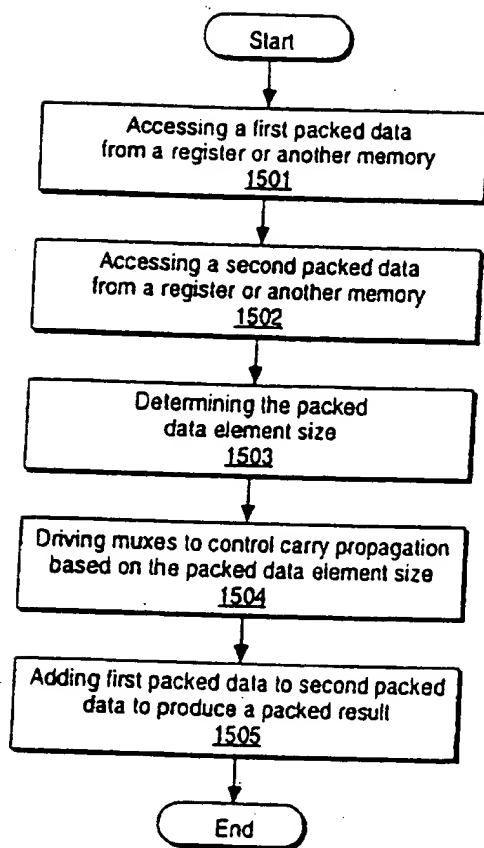 Start
Accessing a first packed data
from a register or another memory
1501
Accessing a second packed data
from a register or another memory
1502
Determining the packed
data element size
1503
Driving muxes to control carry propagation
based on the packed data element size
1504
Adding first packed data to second packed
data to produce a packed result
1505
End